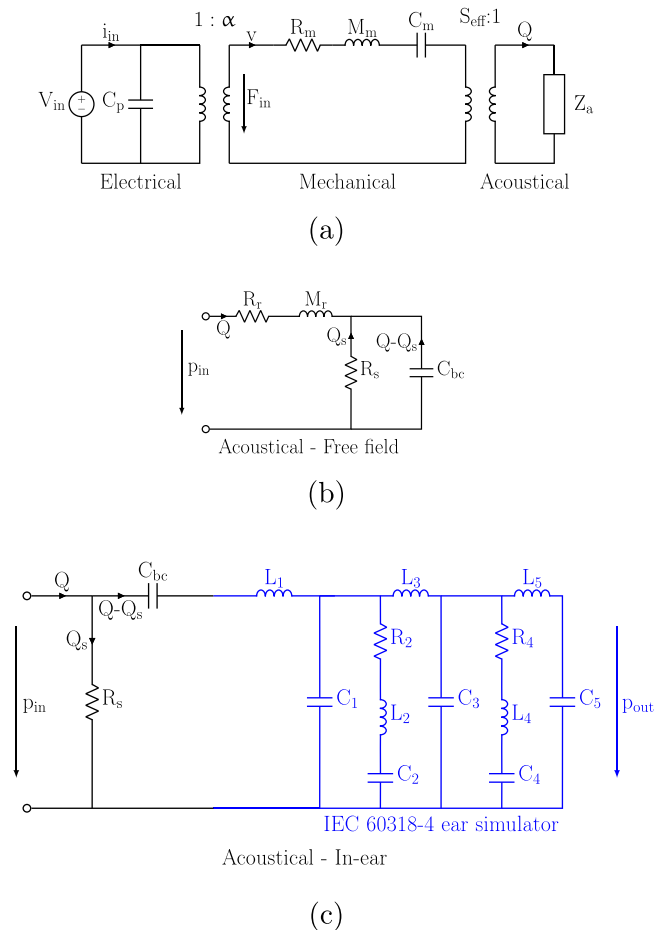 1 : α
S_eff:1
i_in
v
R_m
M_m
C_m
Q
V_in
+
−
C_p
F_in
Z_a
Electrical
Mechanical
Acoustical
(a)
R_r
M_r
Q
Q_s
Q-Q_s
p_in
R_s
C_bc
Acoustical - Free field
(b)
C_bc
L_1
L_3
L_5
Q
Q-Q_s
Q_s
R_2
R_4
p_in
R_s
C_1
L_2
C_3
L_4
C_5
p_out
C_2
C_4
IEC 60318-4 ear simulator
Acoustical - In-ear
(c)